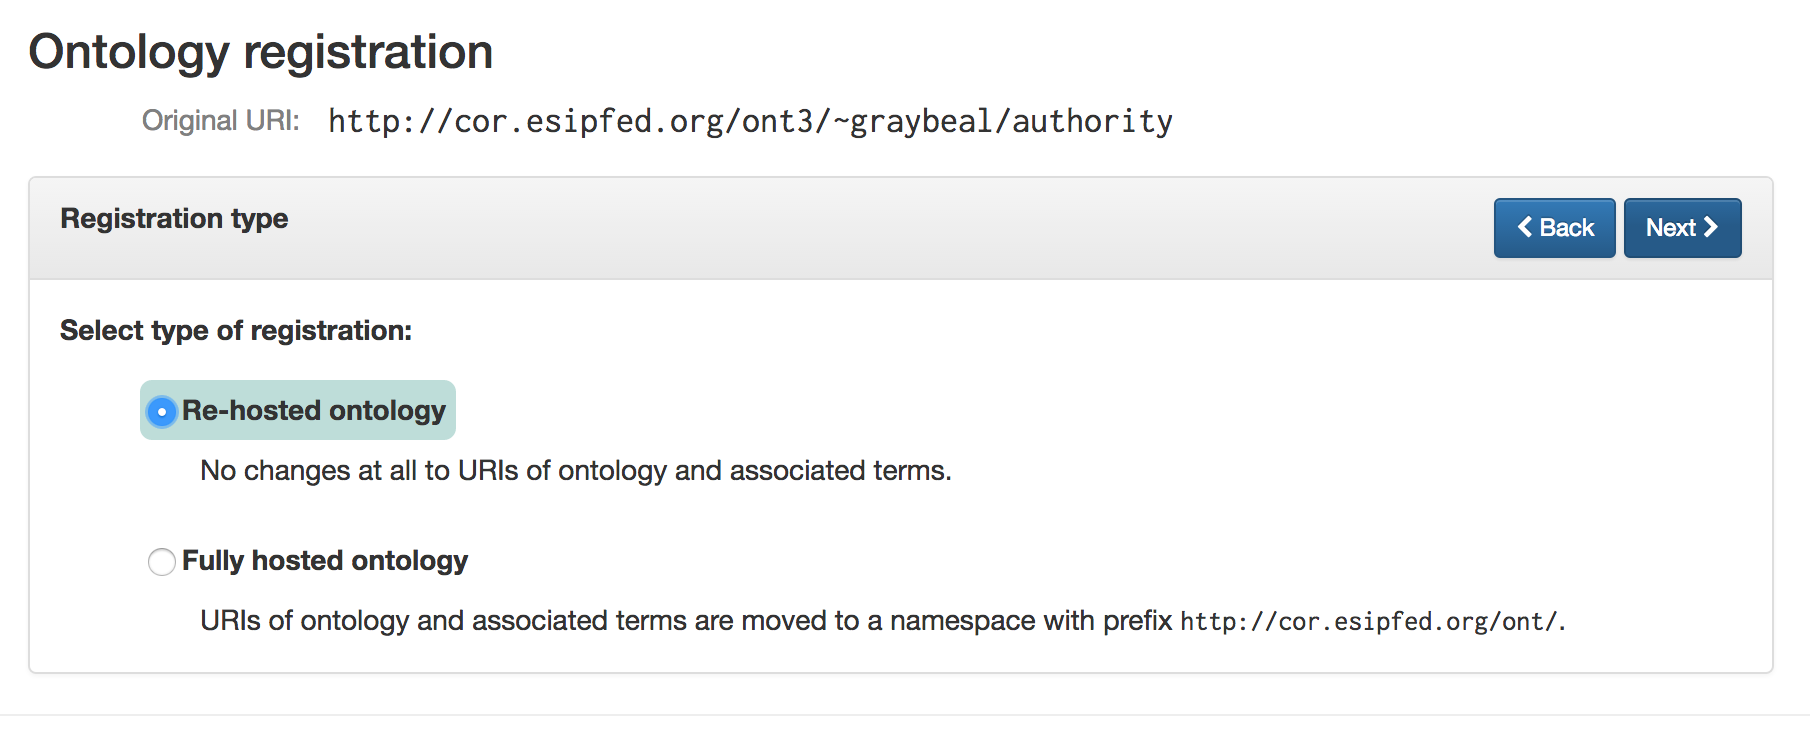 Ontology registration
Original URI: http://cor.esipfed.org/ont3/~graybeal/authority
Registration type
Back Next
Select type of registration:
Re-hosted ontology
No changes at all to URIs of ontology and associated terms.
Fully hosted ontology
URIs of ontology and associated terms are moved to a namespace with prefix http://cor.esipfed.org/ont/.